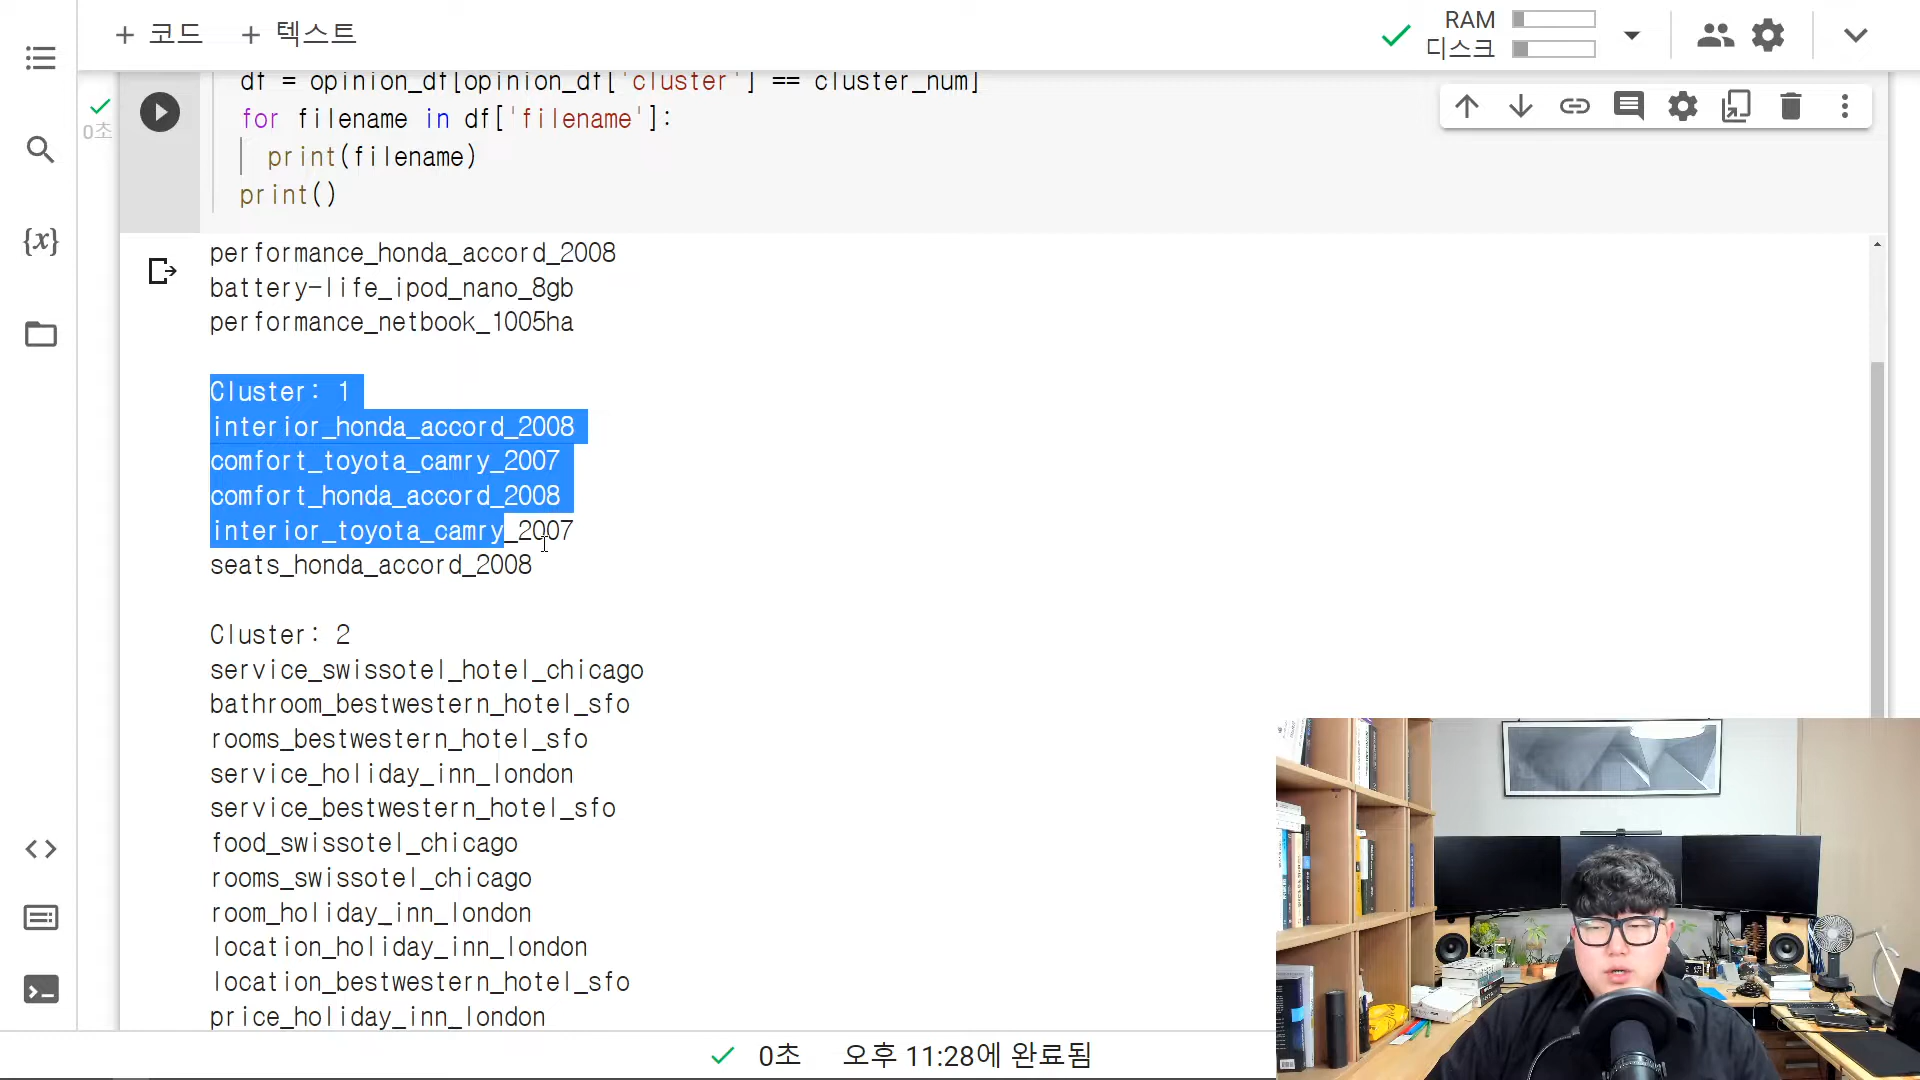 + 코드 + 텍스트
RAM
디스크
df = opinion_df[opinion_df['cluster'] == cluster_num]
for filename in df['filename']:
print(filename)
print()
0초
{x}
performance_honda_accord_2008
battery-life_ipod_nano_8gb
performance_netbook_1005ha
Cluster: 1
interior_honda_accord_2008
comfort_toyota_camry_2007
comfort_honda_accord_2008
interior_toyota_camry_2007
seats_honda_accord_2008
Cluster: 2
service_swissotel_hotel_chicago
bathroom_bestwestern_hotel_sfo
rooms_bestwestern_hotel_sfo
service_holiday_inn_london
service_bestwestern_hotel_sfo
food_swissotel_chicago
rooms_swissotel_chicago
room_holiday_inn_london
location_holiday_inn_london
location_bestwestern_hotel_sfo
price_holiday_inn_london
0초 오후 11:28에 완료됨